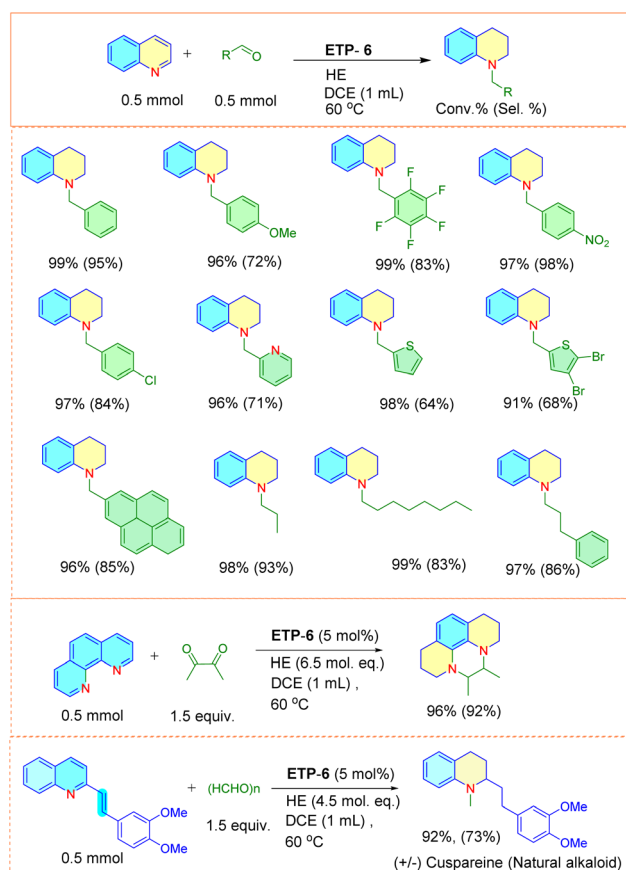 N
+
R
O
0.5 mmol
0.5 mmol
ETP- 6
HE
DCE (1 mL)
60 °C
N
R
Conv.% (Sel. %)
N
N
OMe
N
F
F
F
F
F
N
NO₂
99% (95%)
96% (72%)
99% (83%)
97% (98%)
N
Cl
N
N
N
S
N
S
Br
Br
97% (84%)
96% (71%)
98% (64%)
91% (68%)
N
N
N
N
96% (85%)
98% (93%)
99% (83%)
97% (86%)
N
N
0.5 mmol
+
O
O
1.5 equiv.
ETP-6 (5 mol%)
HE (6.5 mol. eq.)
DCE (1 mL) ,
60 °C
N
N
96% (92%)
N
OMe
OMe
0.5 mmol
+ (HCHO)n
1.5 equiv.
ETP-6 (5 mol%)
HE (4.5 mol. eq.)
DCE (1 mL) ,
60 °C
N
OMe
OMe
92%, (73%)
(+/-) Cuspareine (Natural alkaloid)